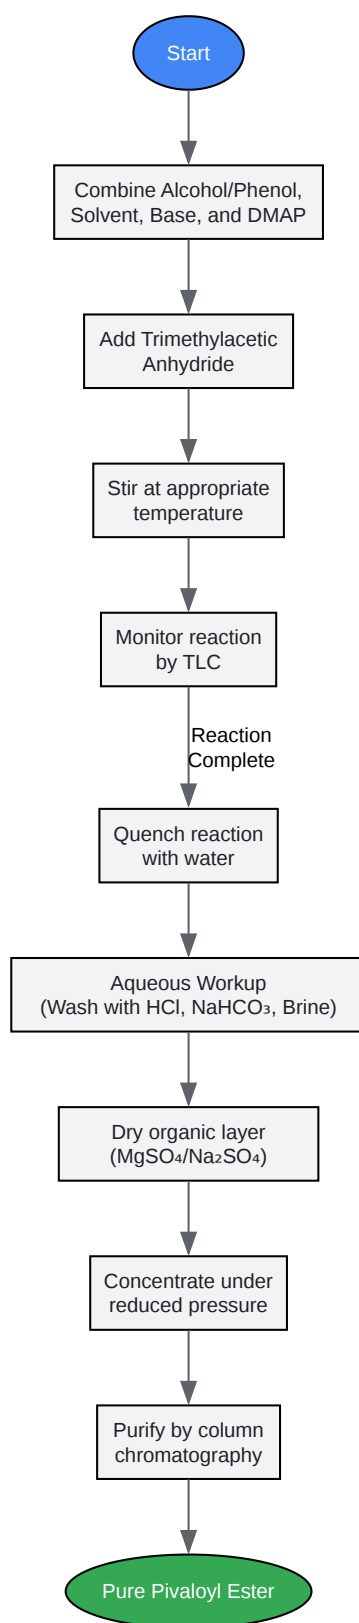 Start
Combine Alcohol/Phenol,
Solvent, Base, and DMAP
Add Trimethylacetic
Anhydride
Stir at appropriate
temperature
Monitor reaction
by TLC
Reaction
Complete
Quench reaction
with water
Aqueous Workup
(Wash with HCl, NaHCO₃, Brine)
Dry organic layer
(MgSO₄/Na₂SO₄)
Concentrate under
reduced pressure
Purify by column
chromatography
Pure Pivaloyl Ester